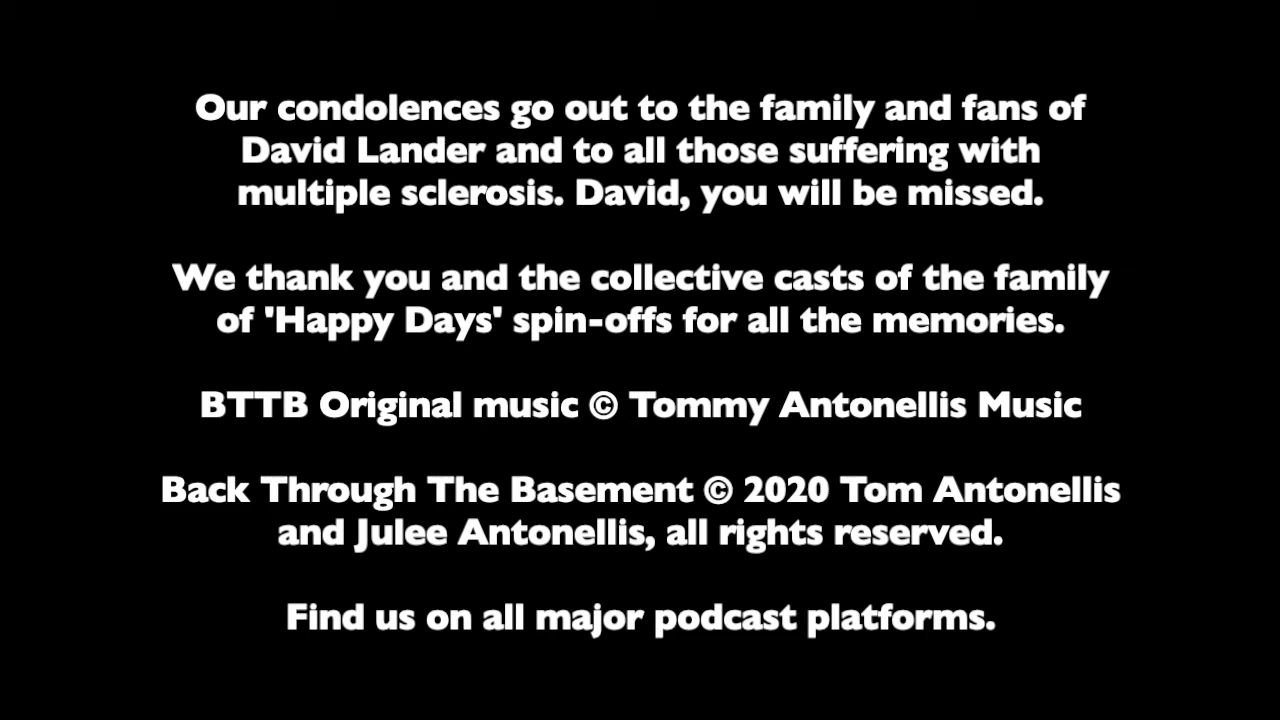 Our condolences go out to the family and fans of
David Lander and to all those suffering with
multiple sclerosis. David, you will be missed.
We thank you and the collective casts of the family
of 'Happy Days' spin-offs for all the memories.
BTTB Original music © Tommy Antonellis Music
Back Through The Basement © 2020 Tom Antonellis
and Julee Antonellis, all rights reserved.
Find us on all major podcast platforms.